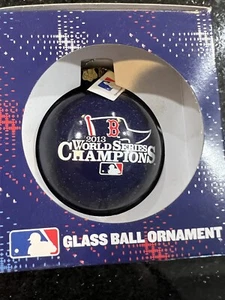 B
2013
WORLD SERIES
CHAMPIONS
GLASS BALL ORNAMENT